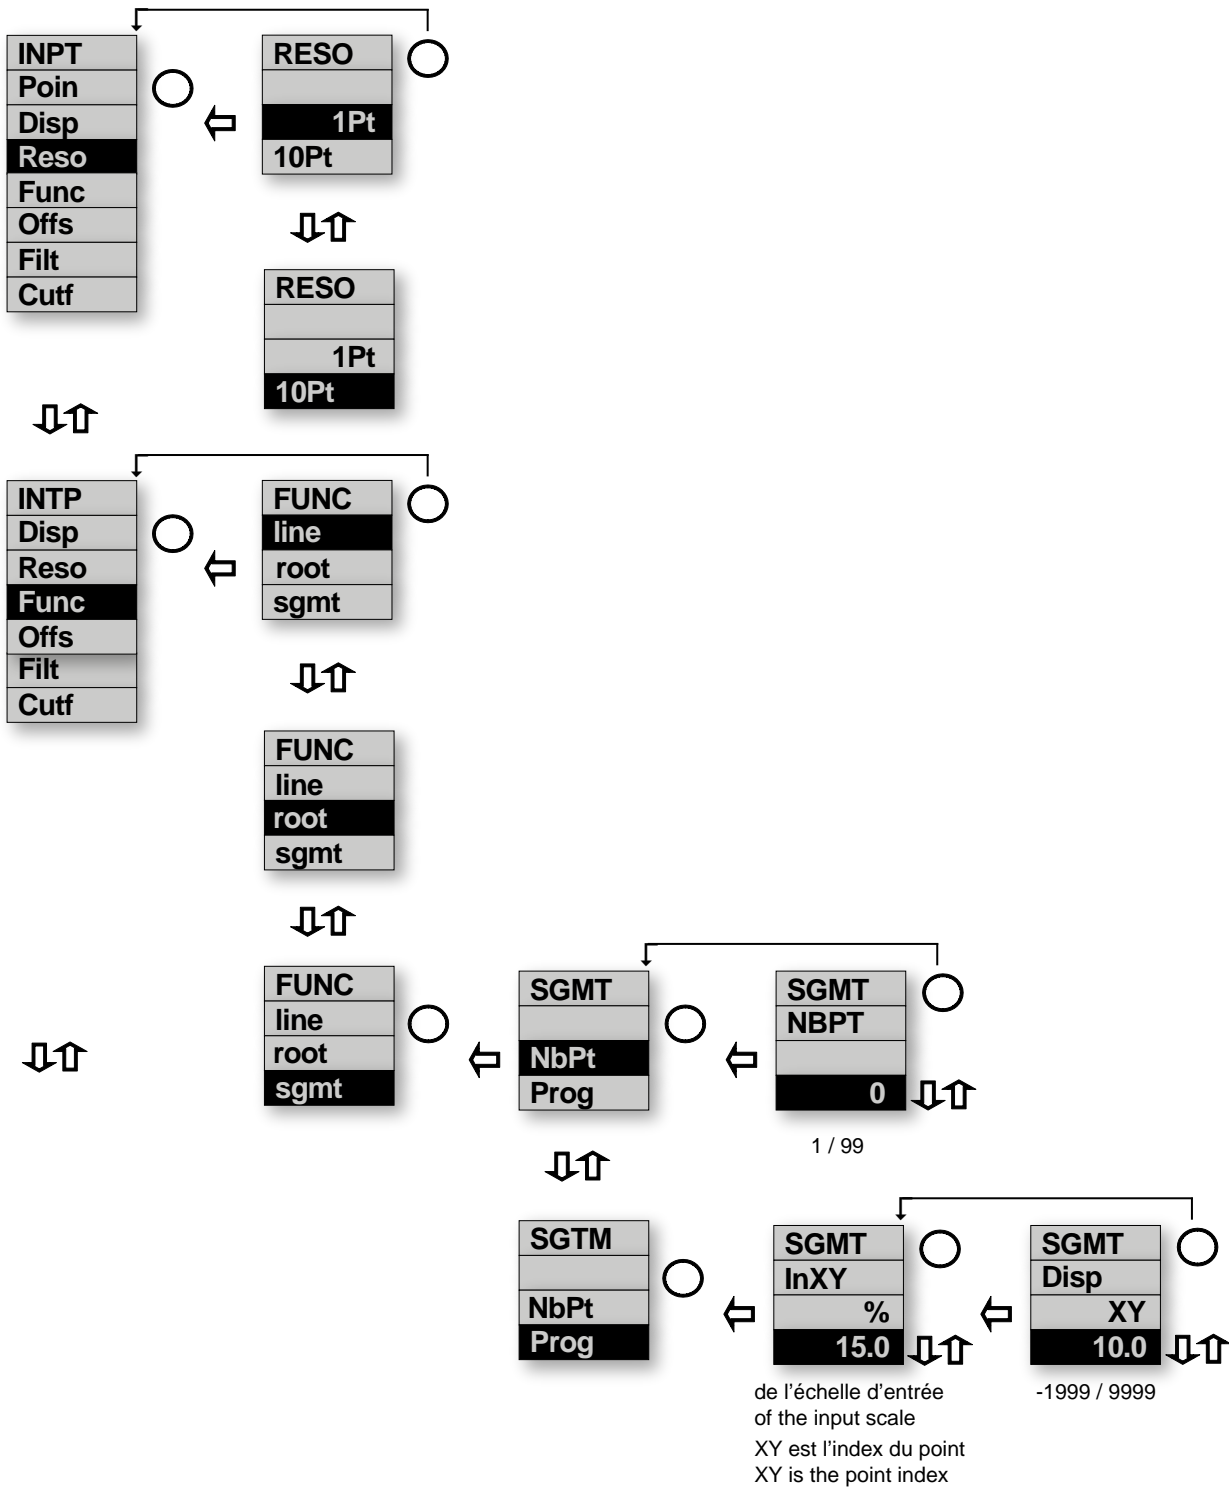 INPT
Poin
Disp
Reso
Func
Offs
Filt
Cutf
RESO
1Pt
10Pt
RESO
1Pt
10Pt
INTP
Disp
Reso
Func
Offs
Filt
Cutf
FUNC
line
root
sgmt
FUNC
line
root
sgmt
FUNC
line
root
sgmt
SGMT
NbPt
Prog
SGMT
NBPT
0
1 / 99
SGTM
NbPt
Prog
SGMT
InXY
%
15.0
de l'échelle d'entrée
of the input scale
XY est l'index du point
XY is the point index
SGMT
Disp
XY
10.0
-1999 / 9999